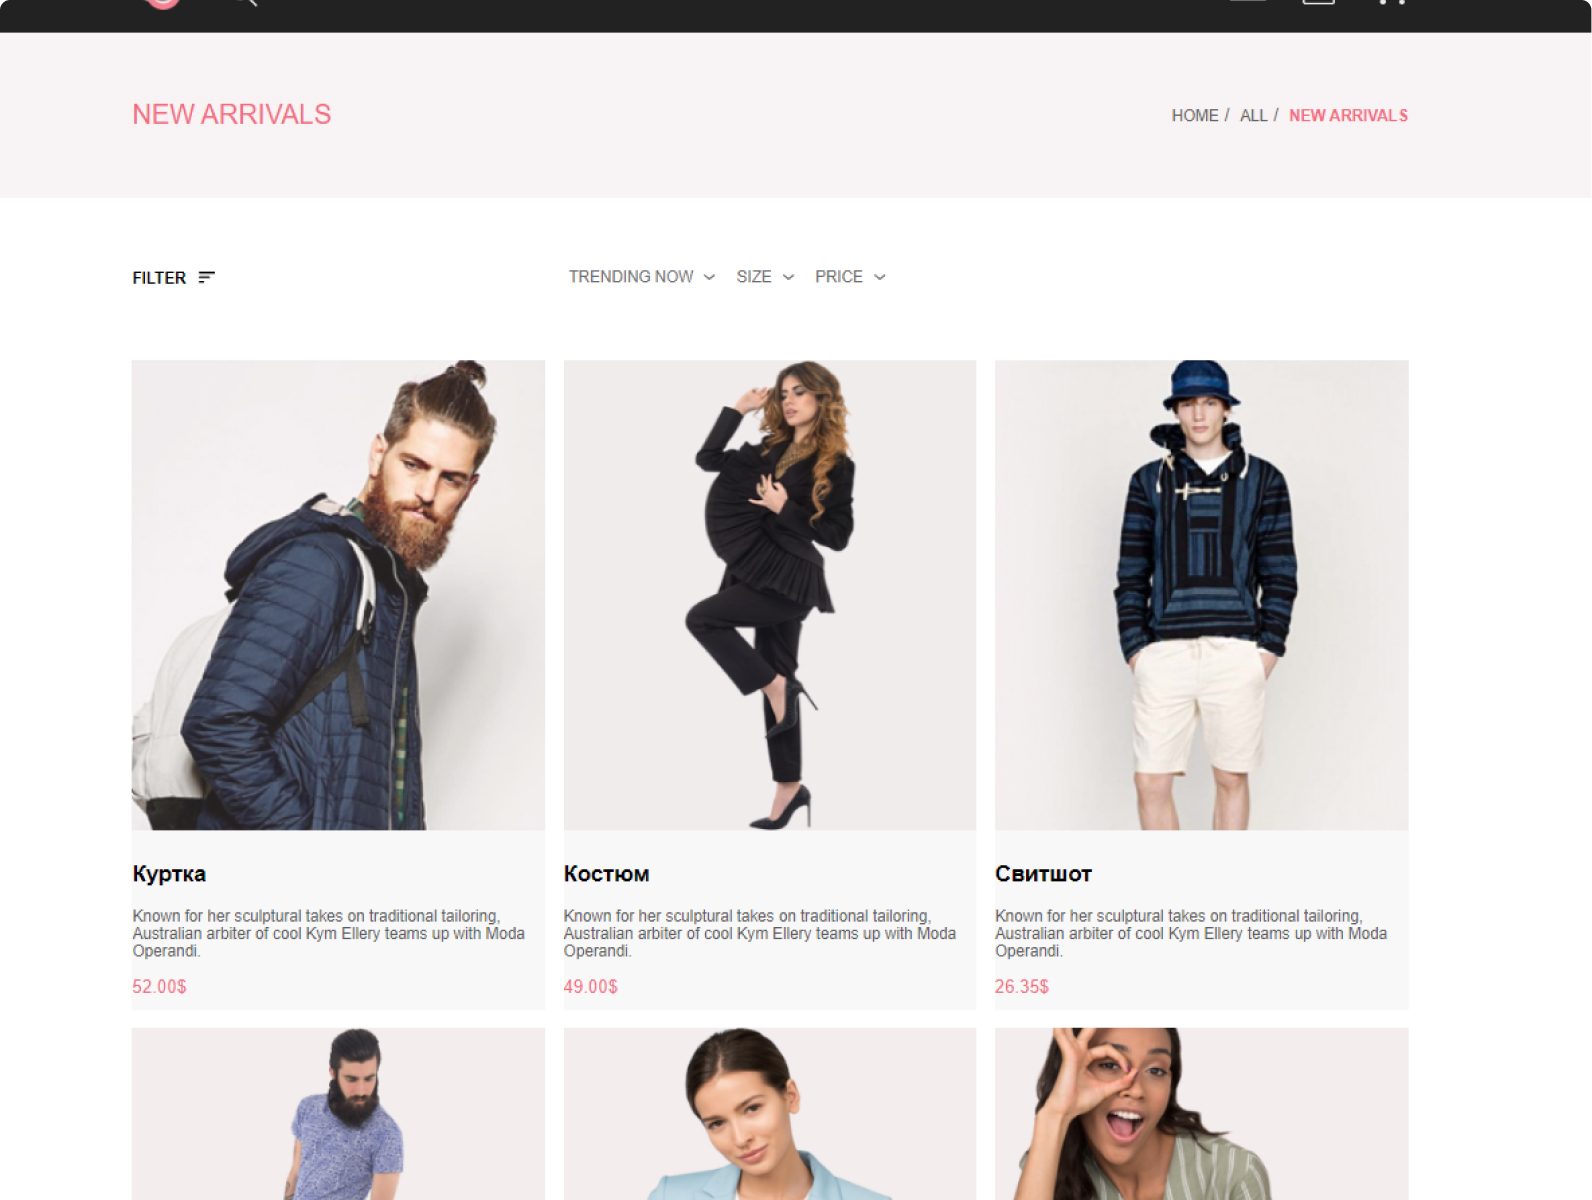 NEW ARRIVALS
HOME / ALL / NEW ARRIVALS
FILTER
TRENDING NOW SIZE PRICE
Куртка
Known for her sculptural takes on traditional tailoring,
Australian arbiter of cool Kym Ellery teams up with Moda
Operandi.
52.00$
Костюм
Known for her sculptural takes on traditional tailoring,
Australian arbiter of cool Kym Ellery teams up with Moda
Operandi.
49.00$
Свитшот
Known for her sculptural takes on traditional tailoring,
Australian arbiter of cool Kym Ellery teams up with Moda
Operandi.
26.35$